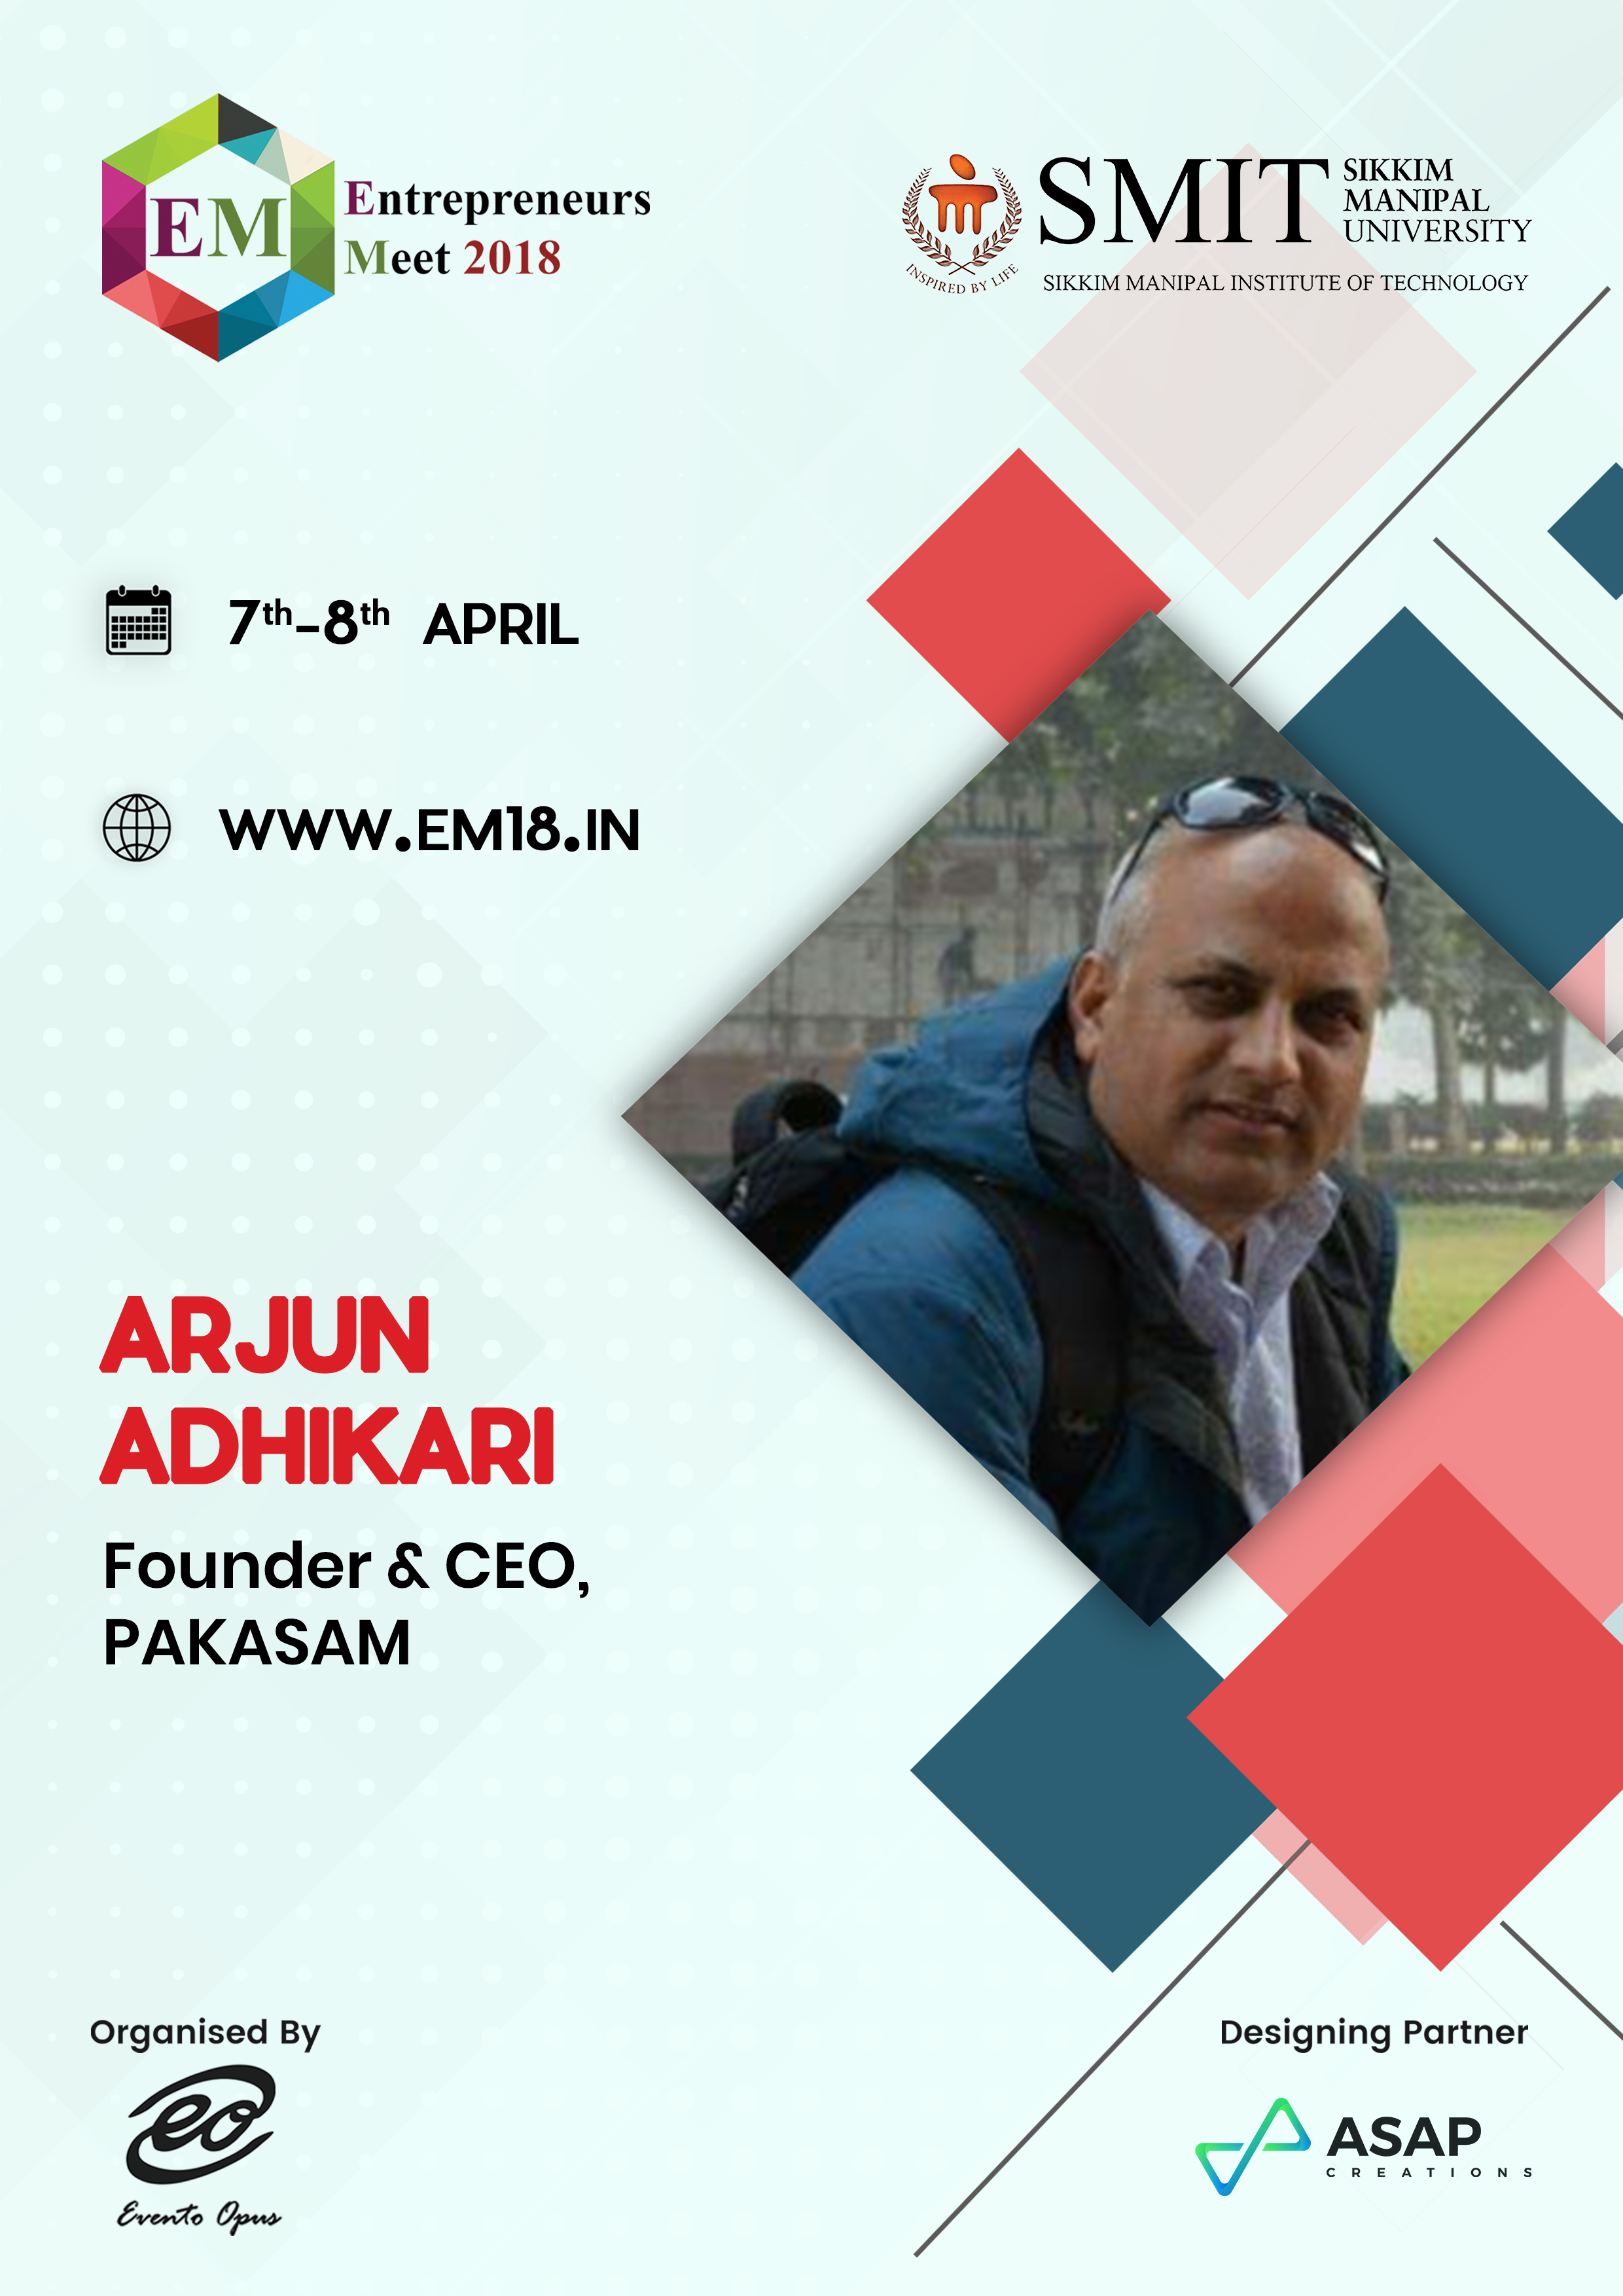 EM
Entrepreneurs
Meet 2018
INSPIRED BY LIFE
SMIT
SIKKIM
MANIPAL
UNIVERSITY
SIKKIM MANIPAL INSTITUTE OF TECHNOLOGY
7th-8th APRIL
WWW.EM18.IN
ARJUN
ADHIKARI
Founder & CEO,
PAKASAM
Organised By
eo
Evento Opus
Designing Partner
ASAP
CREATIONS